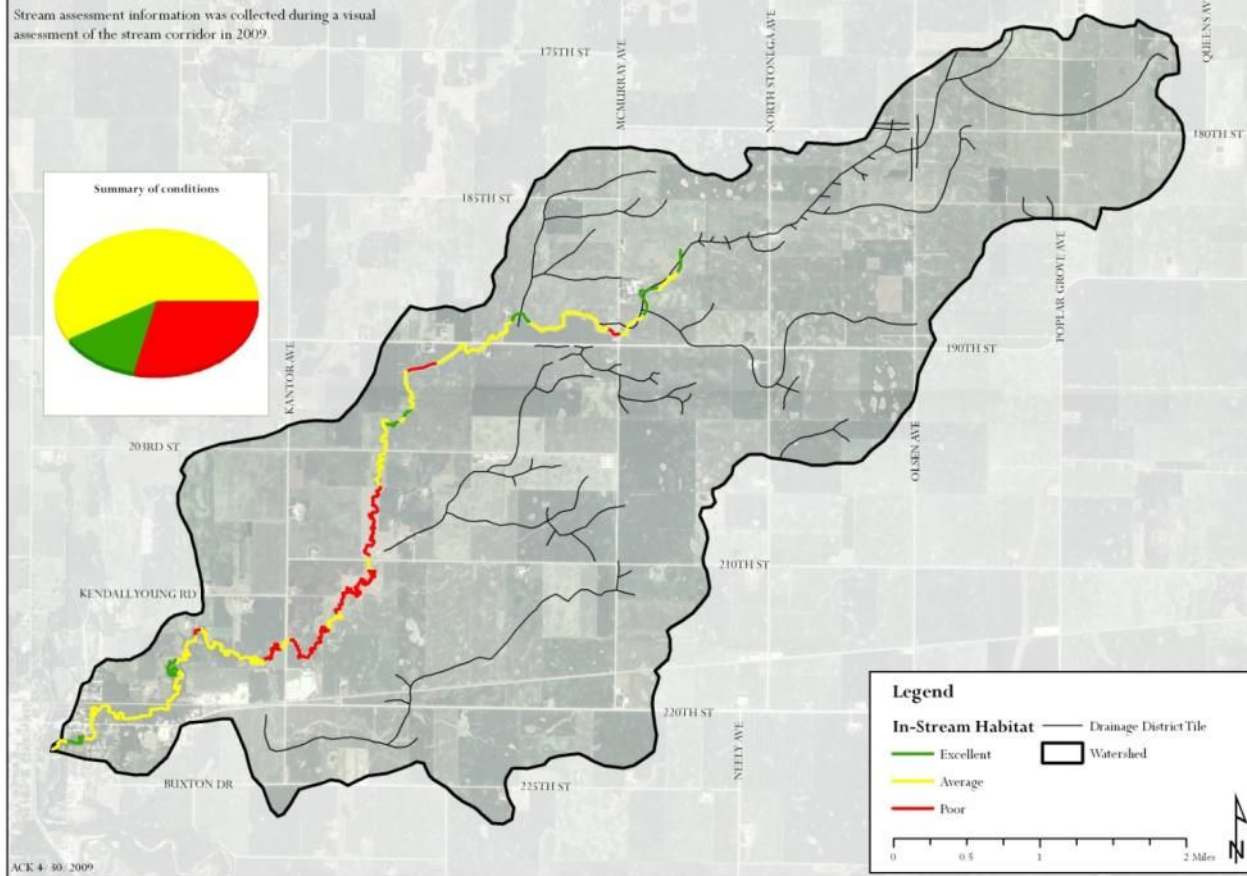 Stream assessment information was collected during a visual
assessment of the stream corridor in 2009.
QUEENS AV
175TH ST
MCMURRAY AVE
NORTH STONEGA AVE
180TH ST
Summary of conditions
185TH ST
POPLAR GROVE AVE
KANTOR AVE
190TH ST
203RD ST
OLSEN AVE
210TH ST
KENDALLYOUNG RD
220TH ST
NEELY AVE
BUXTON DR
225TH ST
Legend
In-Stream Habitat
Drainage District Tile
Excellent
Watershed
Average
Poor
0 0.5 1 2 Miles
N
ACK 4/30/2009